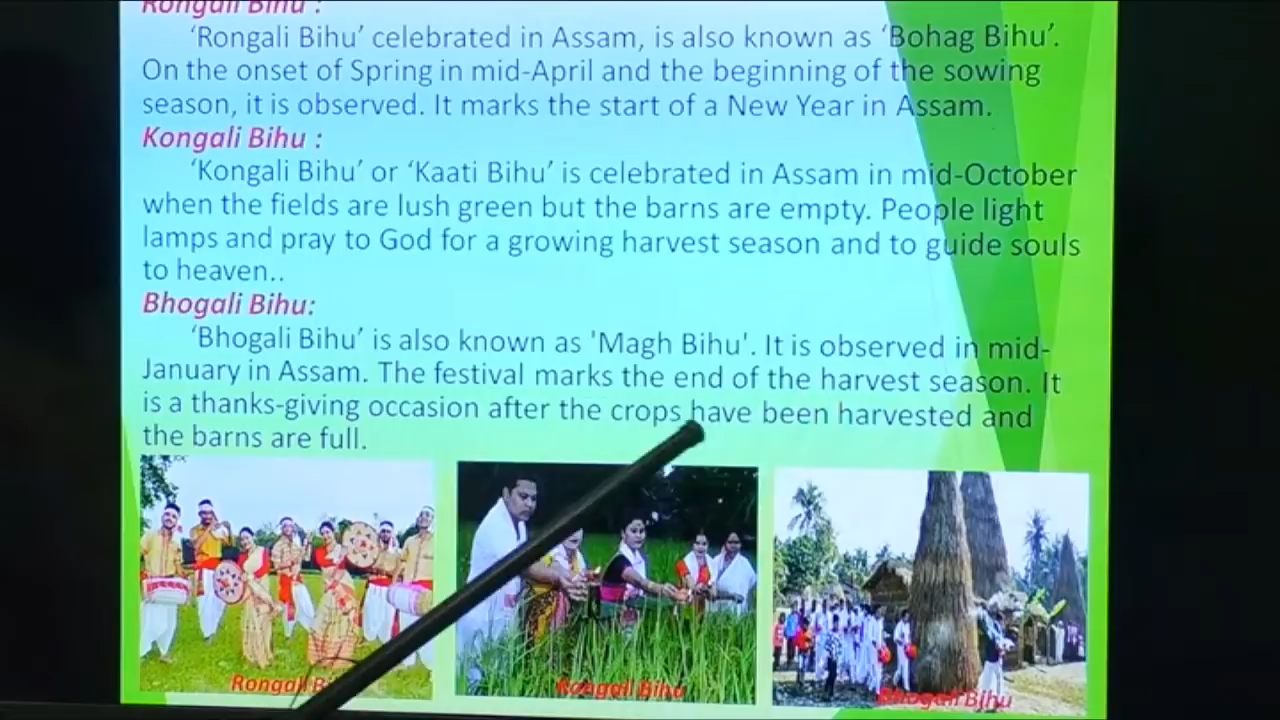 Rongali Bihu :
‘Rongali Bihu’ celebrated in Assam, is also known as ‘Bohag Bihu’.
On the onset of Spring in mid-April and the beginning of the sowing
season, it is observed. It marks the start of a New Year in Assam.
Kongali Bihu :
‘Kongali Bihu’ or ‘Kaati Bihu’ is celebrated in Assam in mid-October
when the fields are lush green but the barns are empty. People light
lamps and pray to God for a growing harvest season and to guide souls
to heaven..
Bhogali Bihu:
‘Bhogali Bihu’ is also known as 'Magh Bihu'. It is observed in mid-
January in Assam. The festival marks the end of the harvest season. It
is a thanks-giving occasion after the crops have been harvested and
the barns are full.
Rongali B
Kongali Bihu
Bhogali Bihu